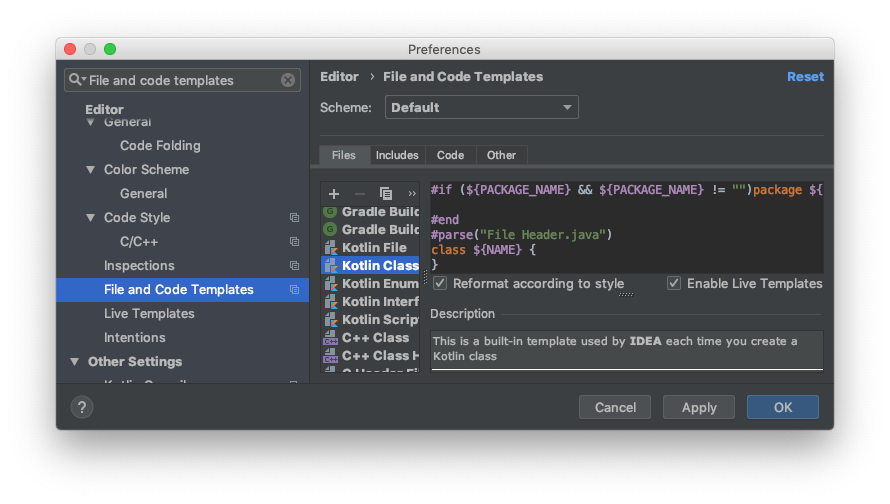 Preferences
File and code templates
Editor
General
Code Folding
Color Scheme
General
Code Style
C/C++
Inspections
File and Code Templates
Live Templates
Intentions
Other Settings
Editor › File and Code Templates
Reset
Scheme:
Default
Files
Includes
Code
Other
»
Gradle Build
Gradle Build
Kotlin File
Kotlin Class
Kotlin Enum
Kotlin Interf
Kotlin Scrip
C++ Class
C++ Class H
C Header Fi
#if (${PACKAGE_NAME} && ${PACKAGE_NAME} != "")package ${
#end
#parse("File Header.java")
class ${NAME} {
}
Reformat according to style
Enable Live Templates
Description
This is a built-in template used by IDEA each time you create a
Kotlin class
?
Cancel
Apply
OK